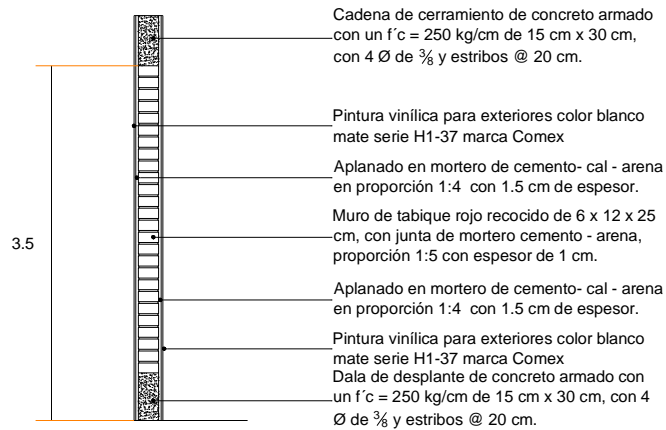 Cadena de cerramiento de concreto armado
con un f´c = 250 kg/cm de 15 cm x 30 cm,
con 4 Ø de ⅜ y estribos @ 20 cm.
Pintura vinílica para exteriores color blanco
mate serie H1-37 marca Comex
Aplanado en mortero de cemento- cal - arena
en proporción 1:4 con 1.5 cm de espesor.
3.5
Muro de tabique rojo recocido de 6 x 12 x 25
cm, con junta de mortero cemento - arena,
proporción 1:5 con espesor de 1 cm.
Aplanado en mortero de cemento- cal - arena
en proporción 1:4 con 1.5 cm de espesor.
Pintura vinílica para exteriores color blanco
mate serie H1-37 marca Comex
Dala de desplante de concreto armado con
un f´c = 250 kg/cm de 15 cm x 30 cm, con 4
Ø de ⅜ y estribos @ 20 cm.